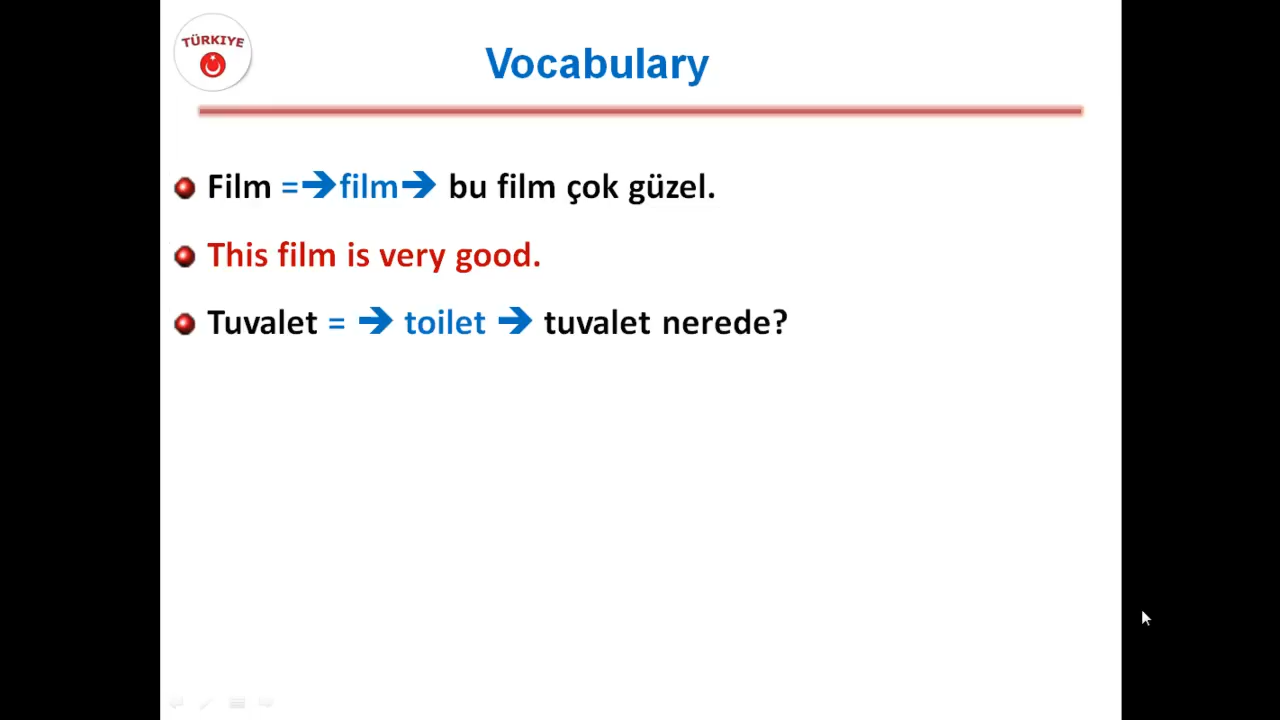 TÜRKIYE
Vocabulary
Film =➔film➔ bu film çok güzel.
This film is very good.
Tuvalet = ➔ toilet ➔ tuvalet nerede?